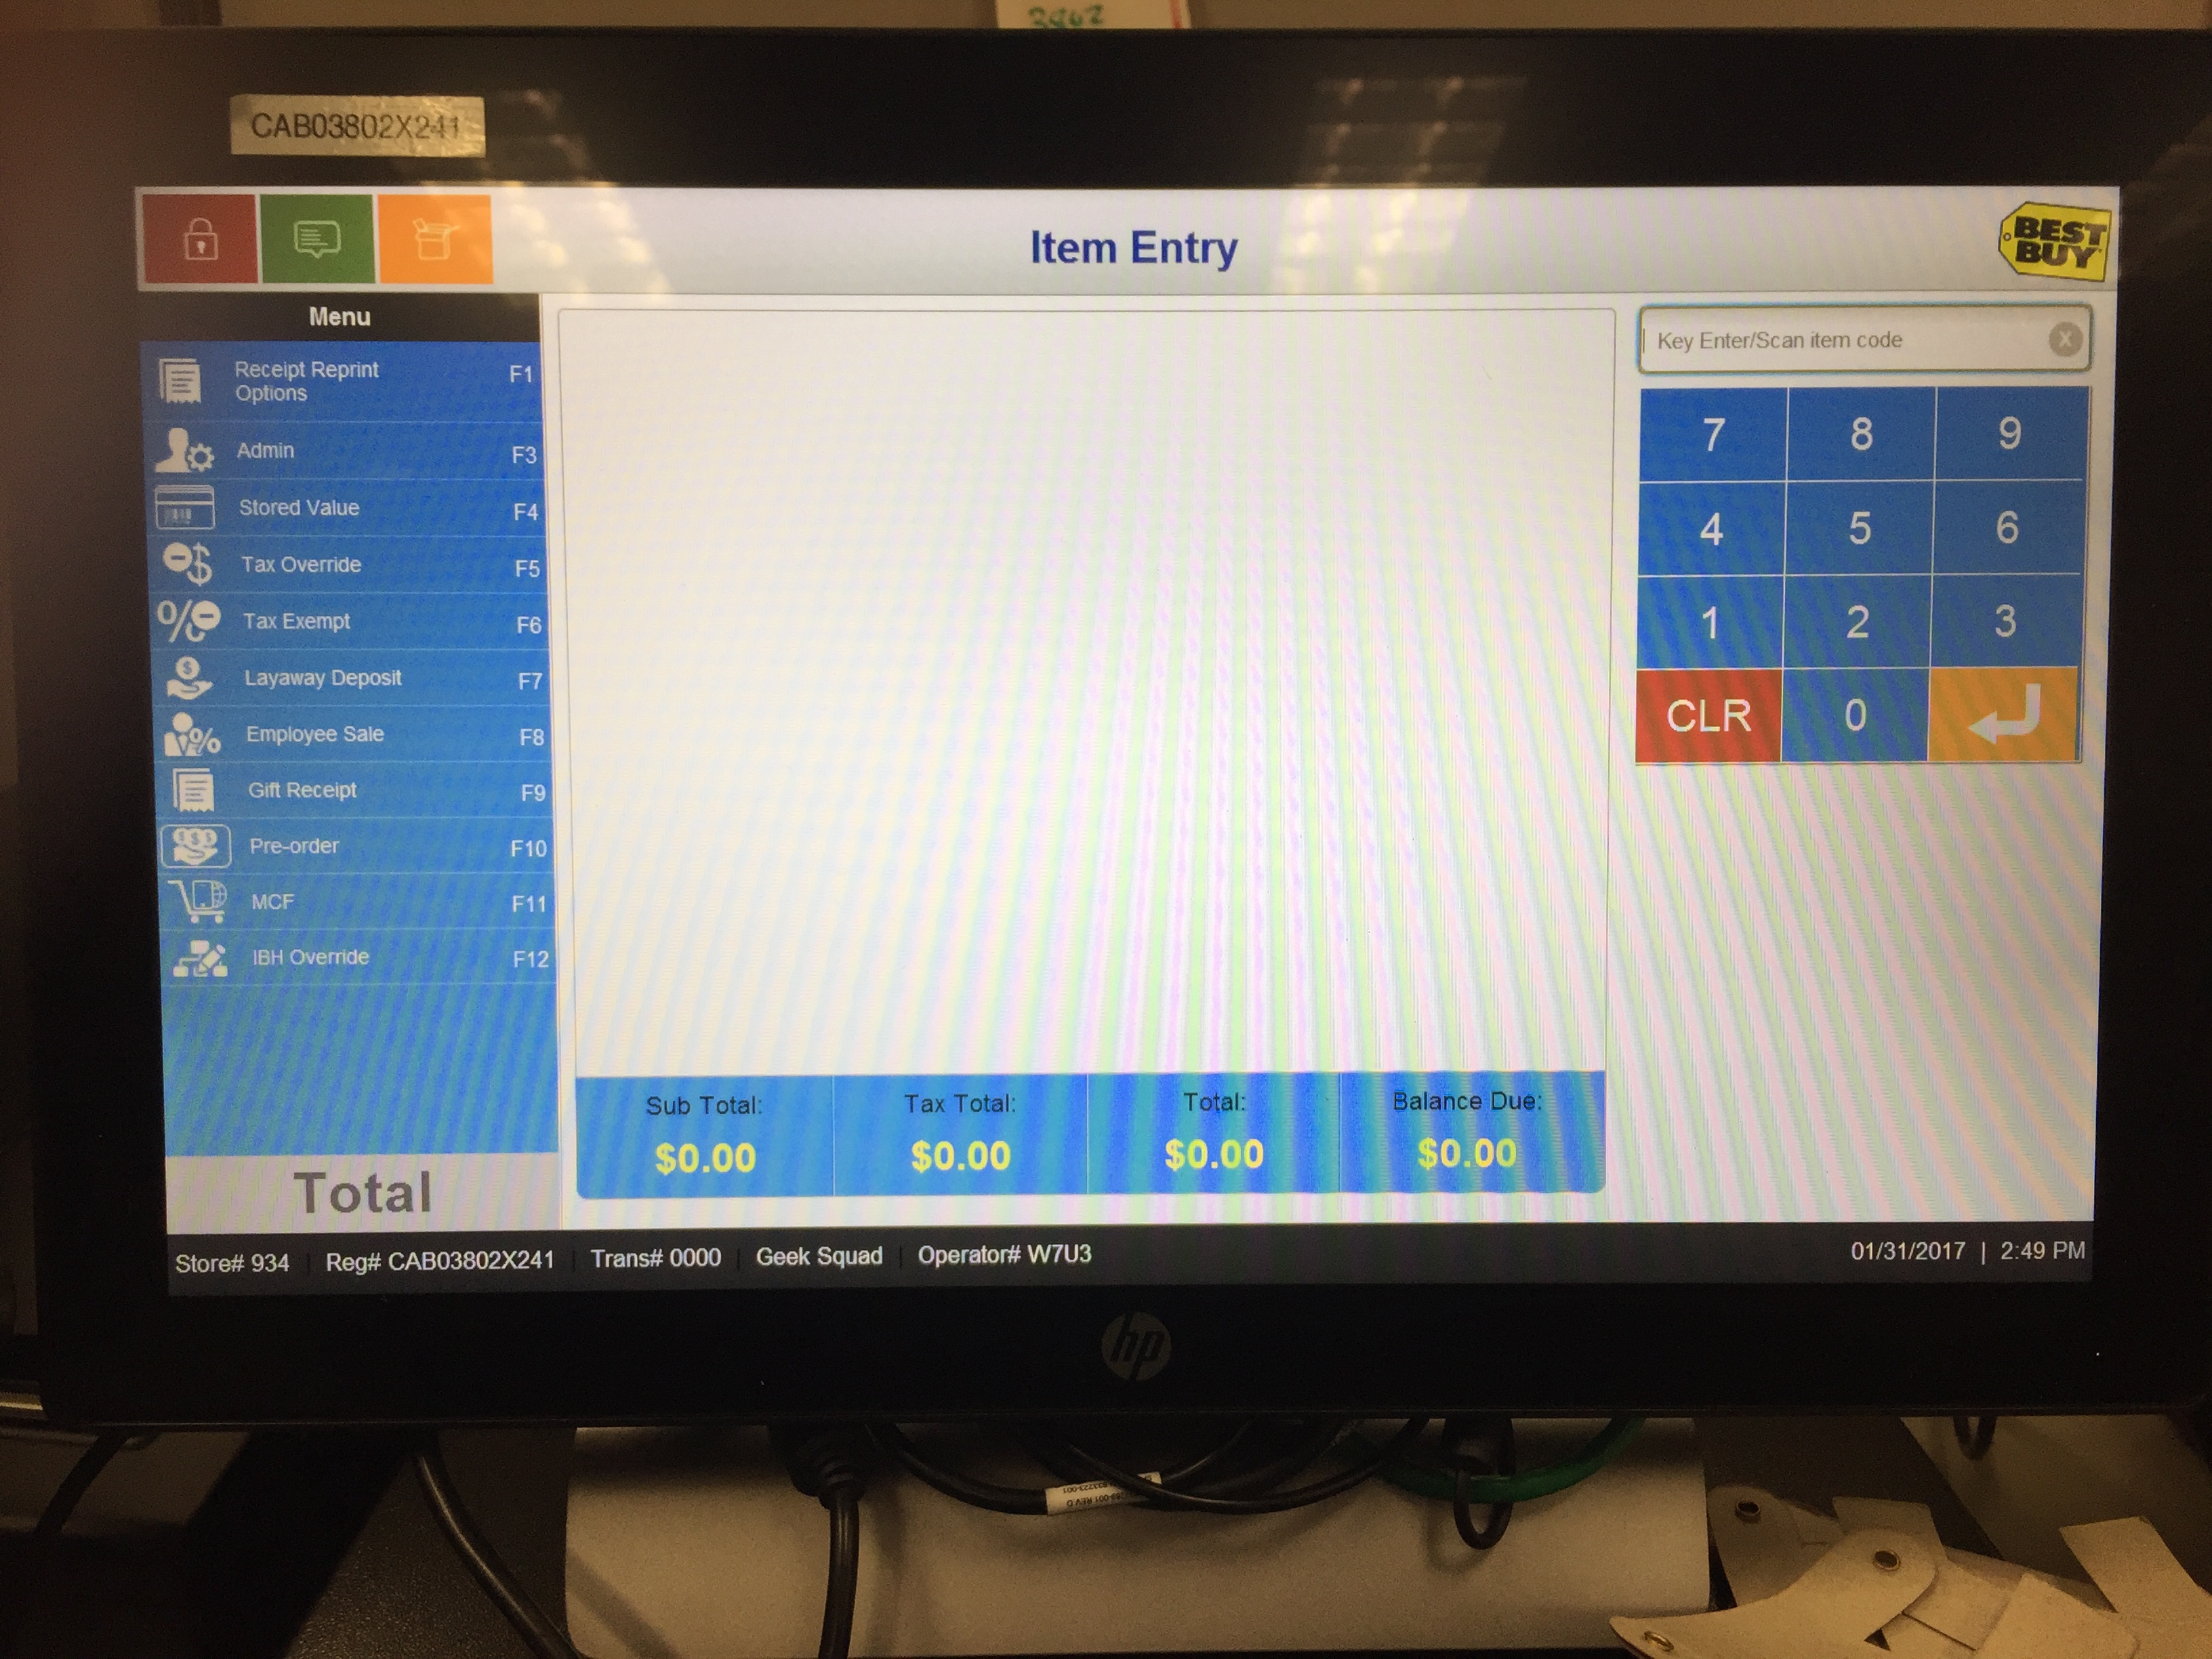 3802
CAB03802X241
Item Entry
BEST
BUY
Menu
Receipt Reprint
Options
F1
Admin F3
Stored Value F4
Tax Override F5
Tax Exempt F6
Layaway Deposit F7
Employee Sale F8
Gift Receipt F9
Pre-order F10
MCF F11
IBH Override F12
Total
Key Enter/Scan item code X
7 8 9
4 5 6
1 2 3
CLR 0
Sub Total: Tax Total: Total: Balance Due:
$0.00 $0.00 $0.00 $0.00
Store# 934 Reg# CAB03802X241 Trans# 0000 Geek Squad Operator# W7U3 01/31/2017 | 2:49 PM
hp